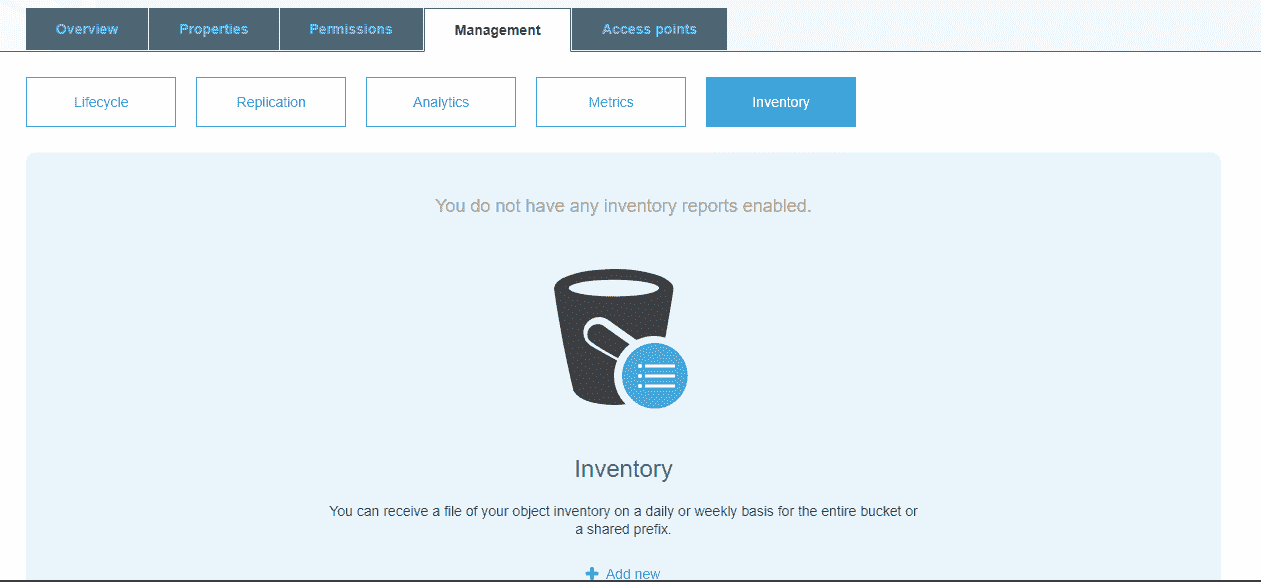 Overview Properties Permissions Management Access points
Lifecycle Replication Analytics Metrics Inventory
You do not have any inventory reports enabled.
Inventory
You can receive a file of your object inventory on a daily or weekly basis for the entire bucket or
a shared prefix.
Add new